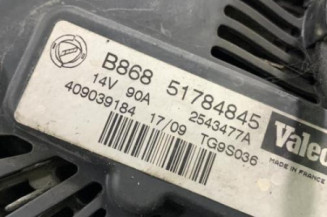 B868 51784845
14V 90A 2543477A
409039184 17/09 TG9S036
Valeo
MADE IN FRANCE